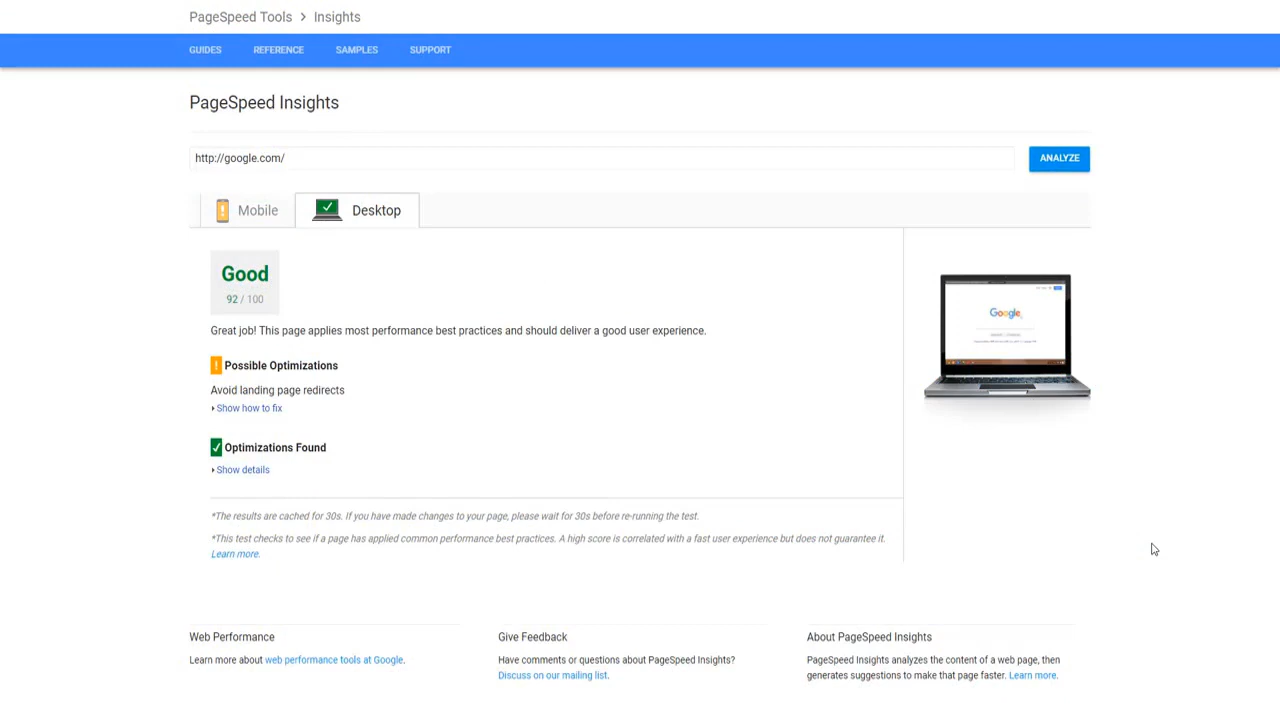 PageSpeed Tools > Insights
GUIDES REFERENCE SAMPLES SUPPORT
PageSpeed Insights
http://google.com/
ANALYZE
Mobile
Desktop
Good
92 / 100
Great job! This page applies most performance best practices and should deliver a good user experience.
! Possible Optimizations
Avoid landing page redirects
Show how to fix
Optimizations Found
Show details
*The results are cached for 30s. If you have made changes to your page, please wait for 30s before re-running the test.
*This test checks to see if a page has applied common performance best practices. A high score is correlated with a fast user experience but does not guarantee it.
Learn more.
Google
Web Performance
Learn more about web performance tools at Google.
Give Feedback
Have comments or questions about PageSpeed Insights?
Discuss on our mailing list.
About PageSpeed Insights
PageSpeed Insights analyzes the content of a web page, then
generates suggestions to make that page faster. Learn more.